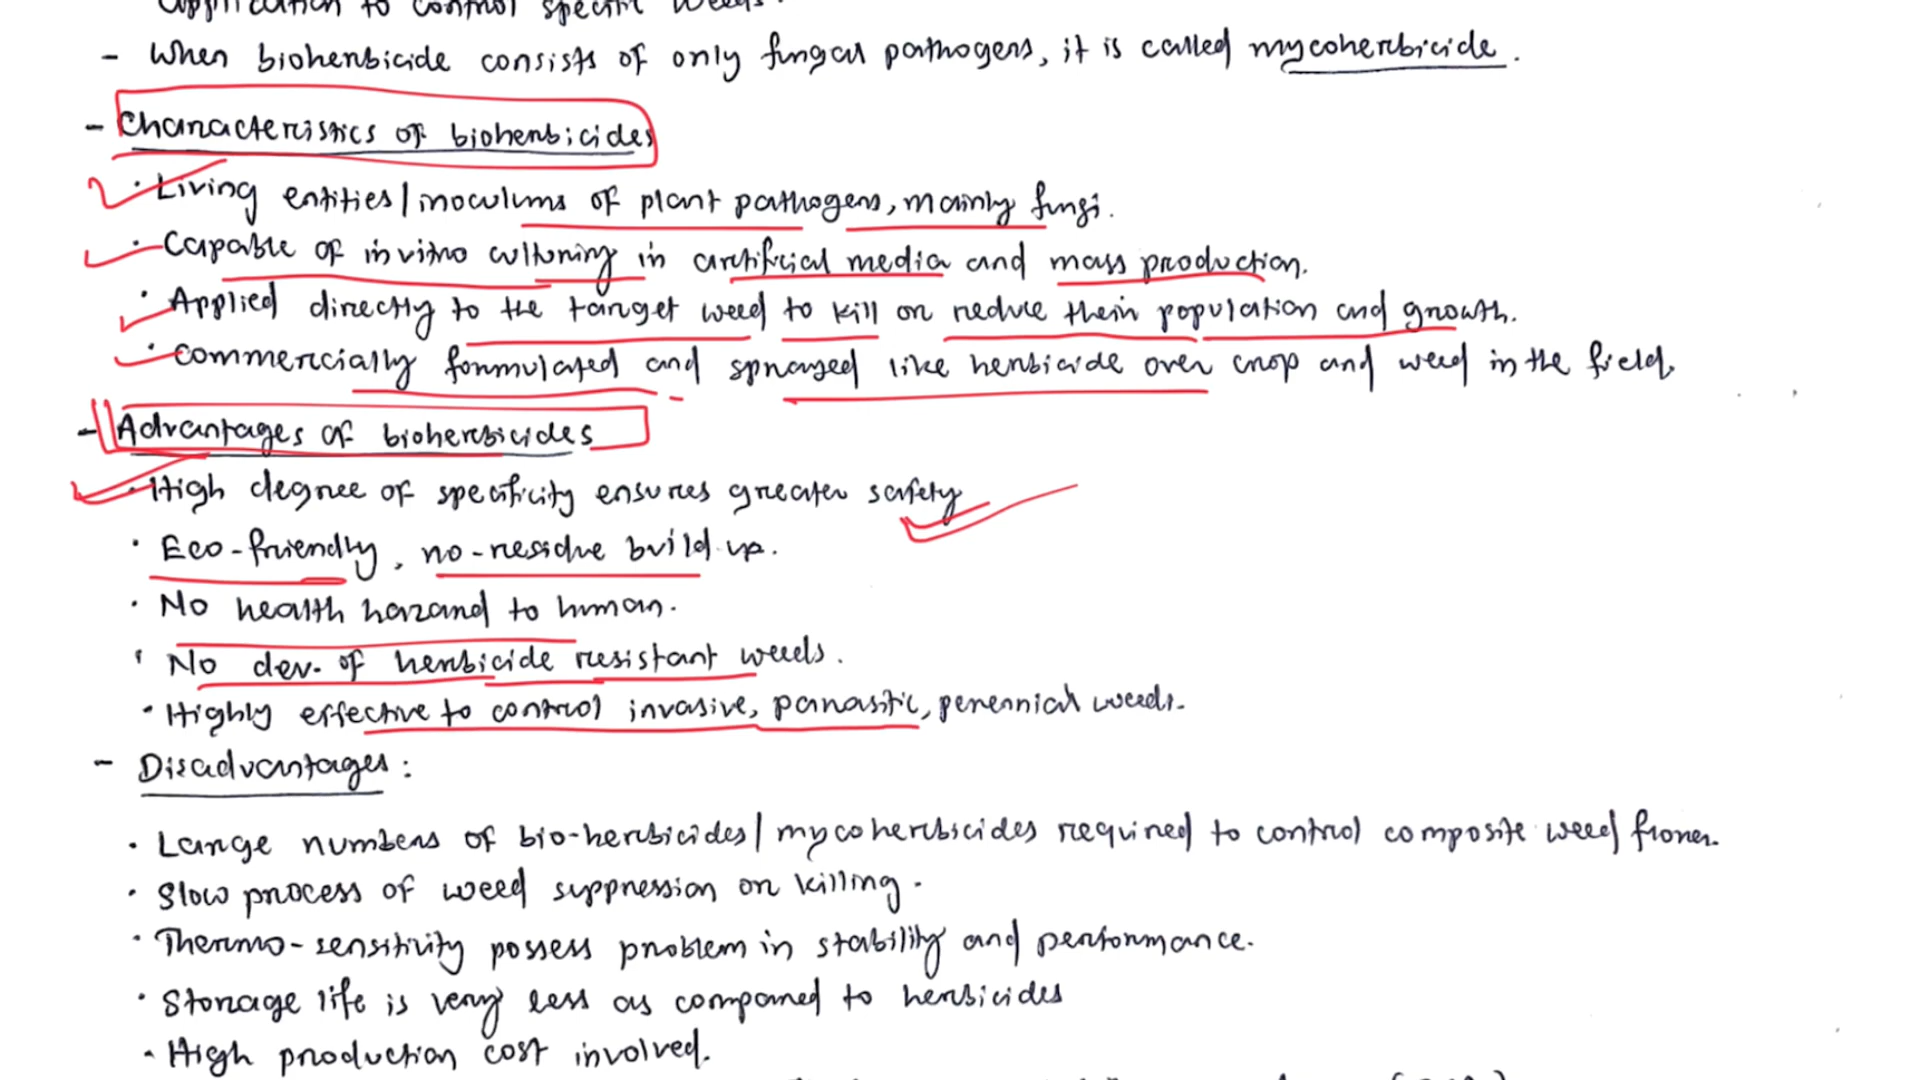 application to control specific weeds.
- When bioherbicide consists of only fungal pathogens, it is called mycoherbicide.
- Characteristics of bioherbicides
· Living entities/inoculums of plant pathogens, mainly fungi.
· Capable of in vitro culturing in artificial media and mass production.
· Applied directly to the target weed to kill or reduce their population and growth.
· Commercially formulated and sprayed like herbicide over crop and weed in the field.
- Advantages of bioherbicides
· High degree of specificity ensures greater safety
· Eco-friendly, no-residue build up.
· No health hazard to human.
· No dev. of herbicide resistant weeds.
· Highly effective to control invasive, parasitic, perennial weeds.
- Disadvantages :
· Large numbers of bio-herbicides/mycoherbicides required to control composite weed
· Slow process of weed suppression or killing.
· Thermo-sensitivity possess problem in stability and performance.
· Storage life is very less as compared to herbicides
· High production cost involved.